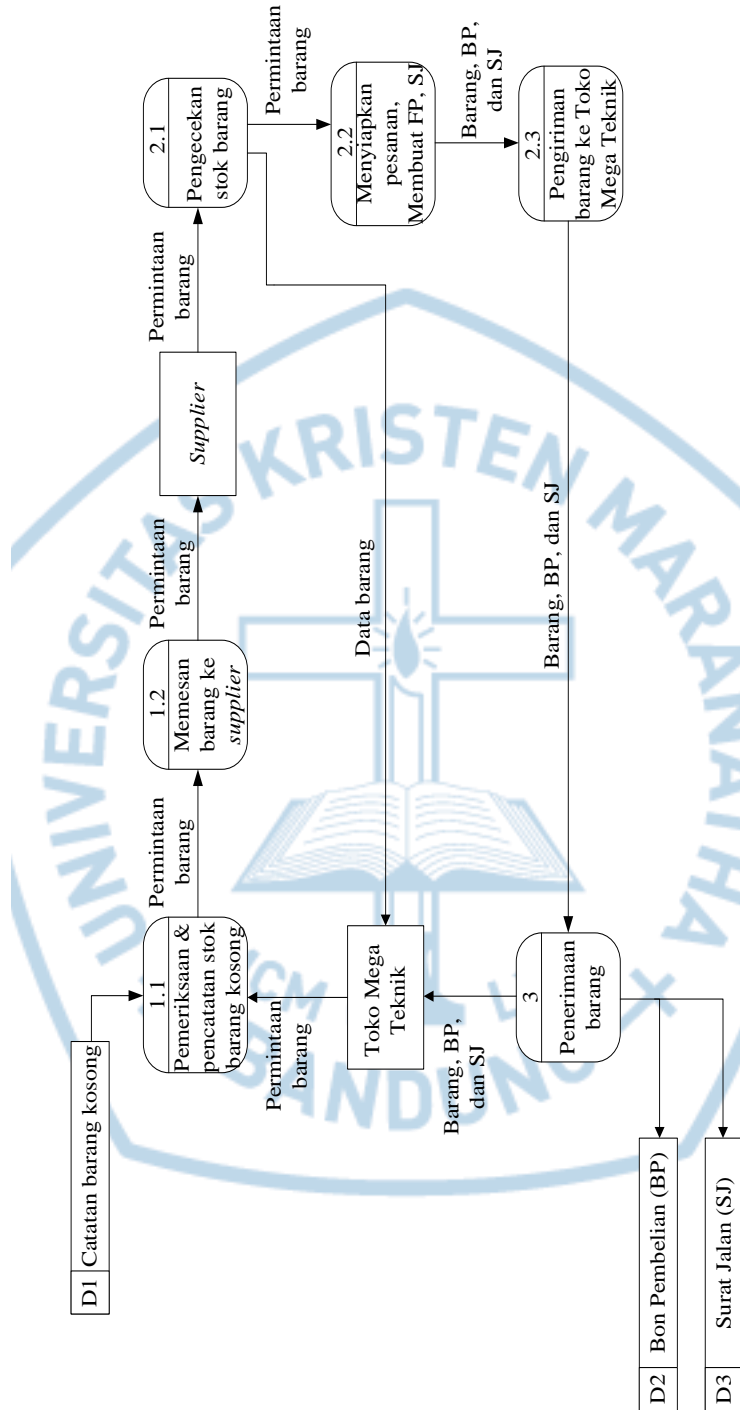 D1 Catatan barang kosong
1.1
Pemeriksaan &
pencatatan stok
barang kosong
Permintaan
barang
1.2
Memesan
barang ke
supplier
Permintaan
barang
Supplier
Permintaan
barang
2.1
Pengecekan
stok barang
Permintaan
barang
Toko Mega
Teknik
Data barang
Permintaan
barang
2.2
Menyiapkan
pesanan,
Membuat FP, SJ
Barang, BP,
dan SJ
Barang, BP,
dan SJ
3
Penerimaan
barang
Barang, BP, dan SJ
2.3
Pengiriman
barang ke Toko
Mega Teknik
D2 Bon Pembelian (BP)
D3 Surat Jalan (SJ)
UNIVERSITAS KRISTEN MARANATHA
BANDUNG